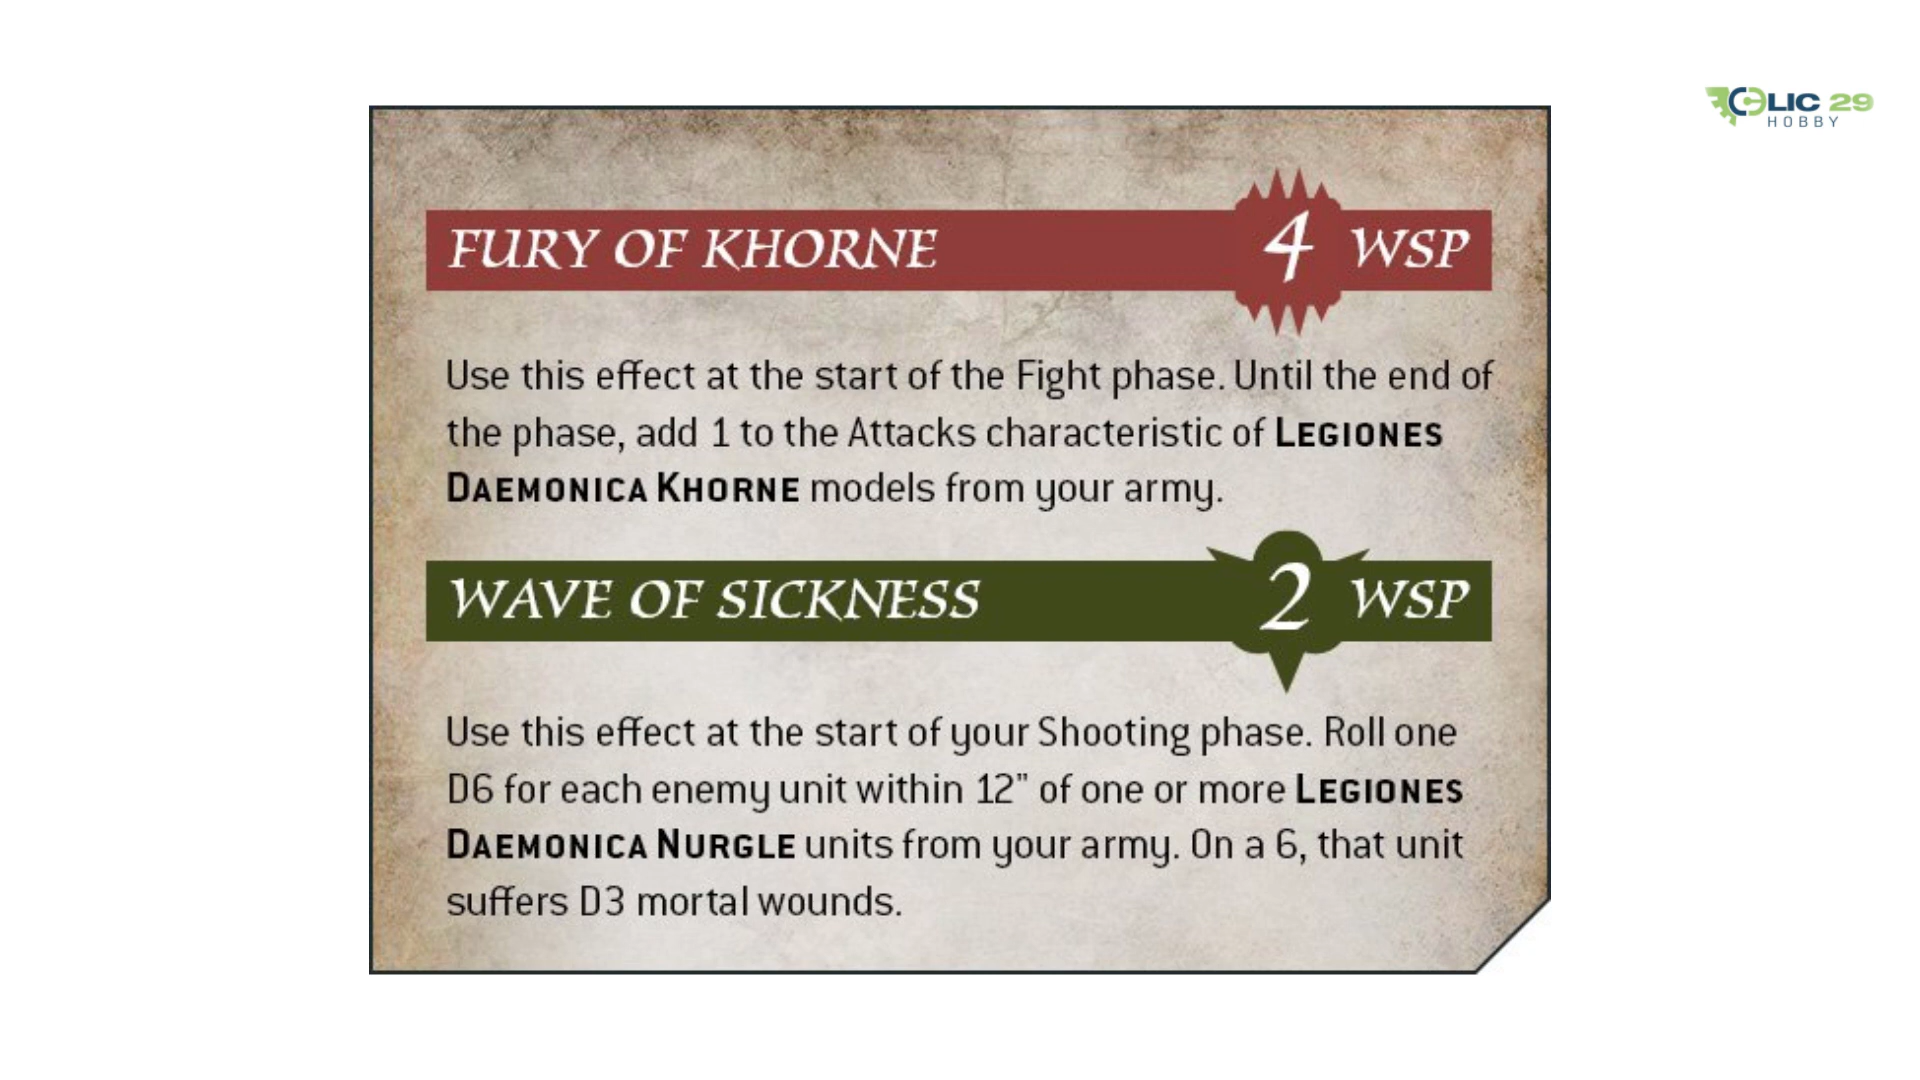 CLIC 29
HOBBY
FURY OF KHORNE 4 WSP
Use this effect at the start of the Fight phase. Until the end of
the phase, add 1 to the Attacks characteristic of LEGIONES
DAEMONICA KHORNE models from your army.
WAVE OF SICKNESS 2 WSP
Use this effect at the start of your Shooting phase. Roll one
D6 for each enemy unit within 12” of one or more LEGIONES
DAEMONICA NURGLE units from your army. On a 6, that unit
suffers D3 mortal wounds.